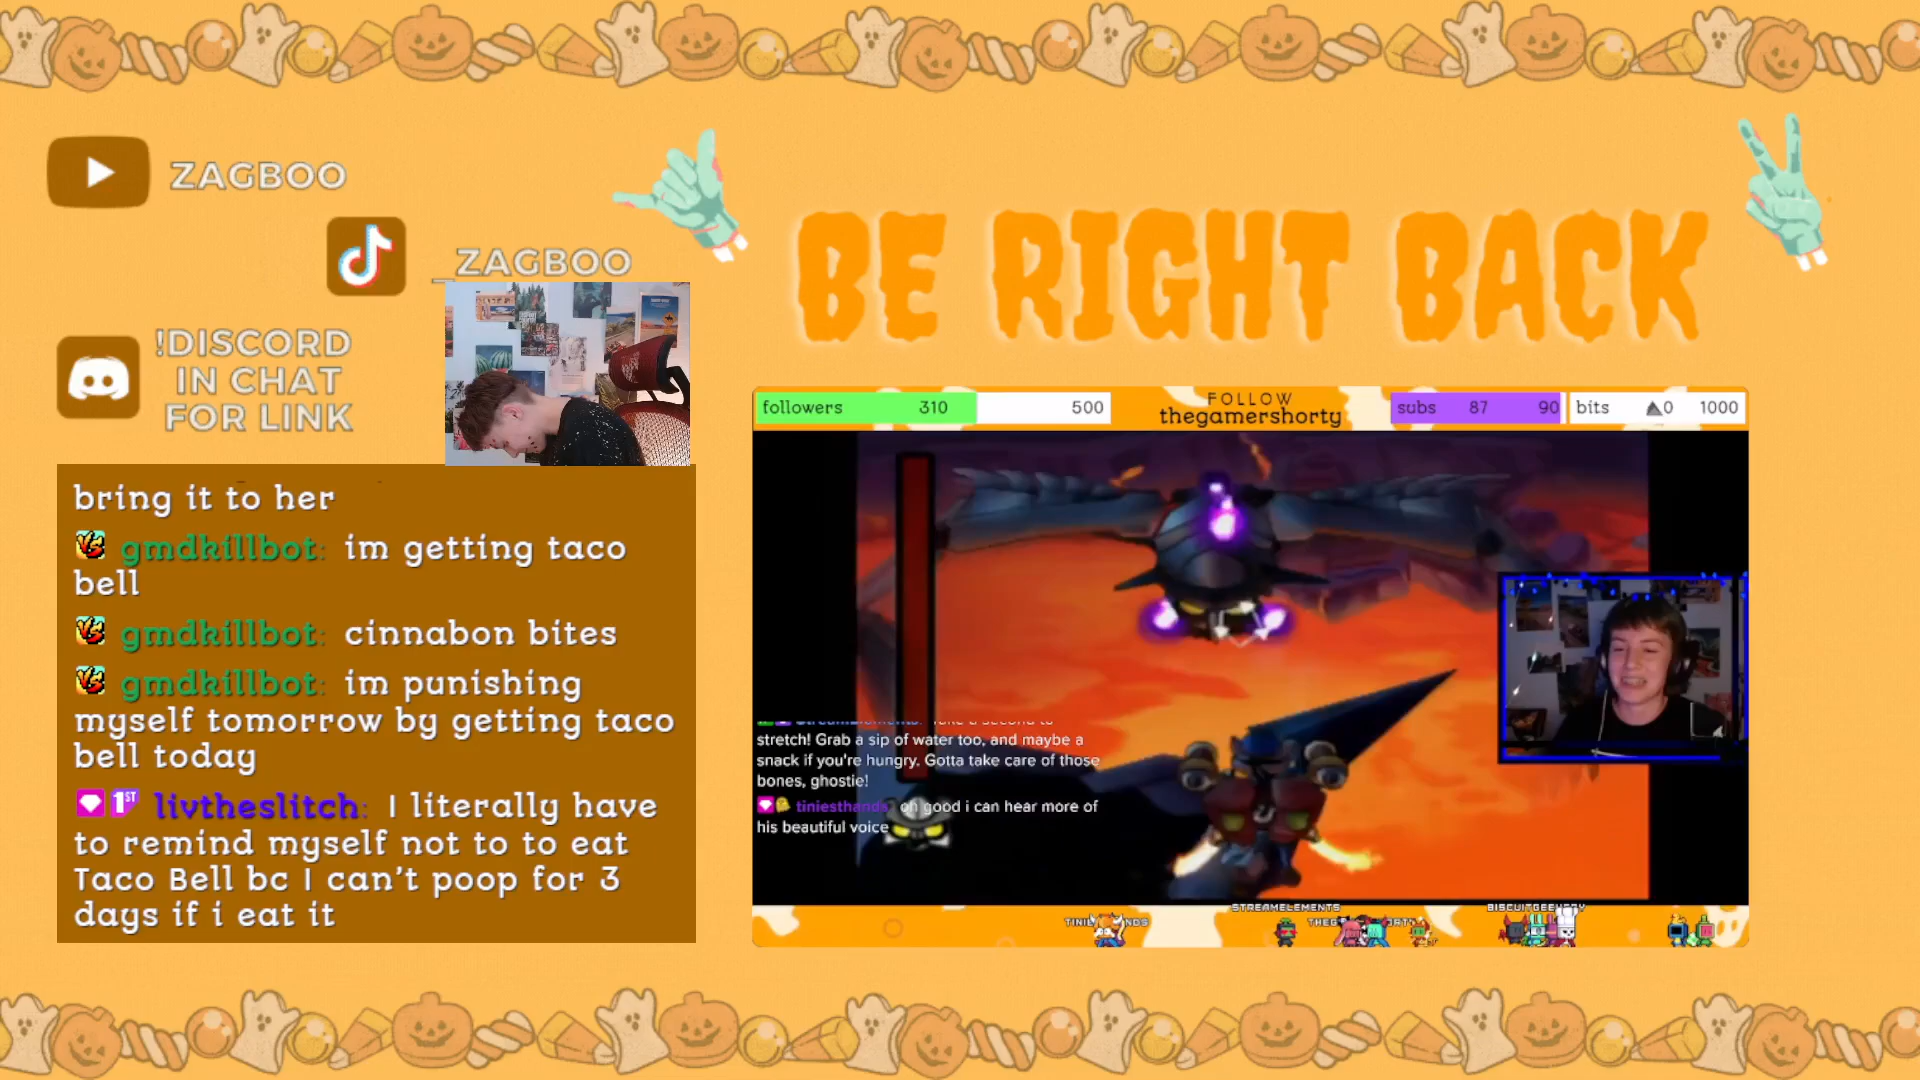 ZAGBOO
_ZAGBOO
!DISCORD
IN CHAT
FOR LINK
BE RIGHT BACK
bring it to her
gmdkillbot: im getting taco
bell
gmdkillbot: cinnabon bites
gmdkillbot: im punishing
myself tomorrow by getting taco
bell today
1ST livtheslitch: I literally have
to remind myself not to to eat
Taco Bell bc I can't poop for 3
days if i eat it
followers 310 500
FOLLOW
thegamershorty
subs 87 90
bits 0 1000
stretch! Grab a sip of water too, and maybe a
snack if you're hungry. Gotta take care of those
bones, ghostie!
tiniesthands oh good i can hear more of
his beautiful voice
STREAMELEMENTS